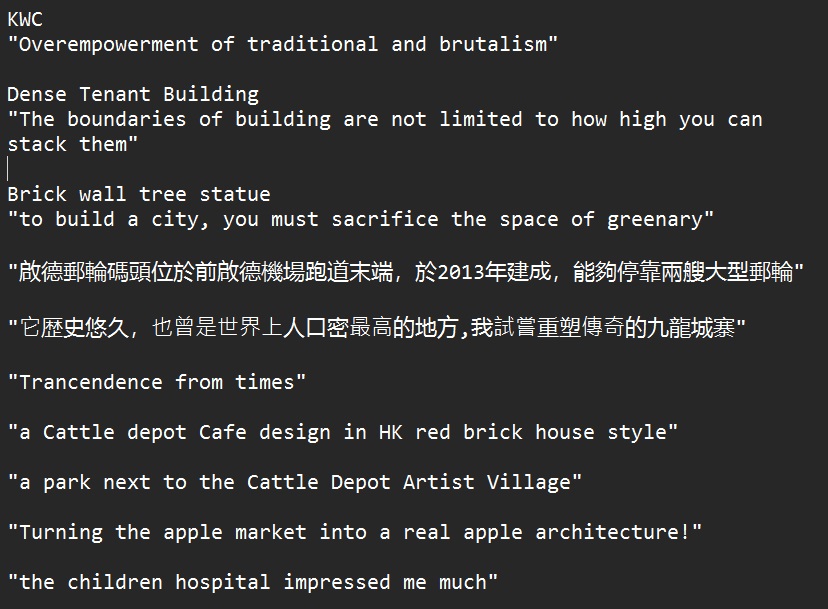 KWC
"Overempowerment of traditional and brutalism"
Dense Tenant Building
"The boundaries of building are not limited to how high you can
stack them"
Brick wall tree statue
"to build a city, you must sacrifice the space of greenary"
"啟德郵輪碼頭位於前啟德機場跑道末端，於2013年建成，能夠停靠兩艘大型郵輪"
"它歷史悠久，也曾是世界上人口密最高的地方,我試嘗重塑傳奇的九龍城寨"
"Trancendence from times"
"a Cattle depot Cafe design in HK red brick house style"
"a park next to the Cattle Depot Artist Village"
"Turning the apple market into a real apple architecture!"
"the children hospital impressed me much"